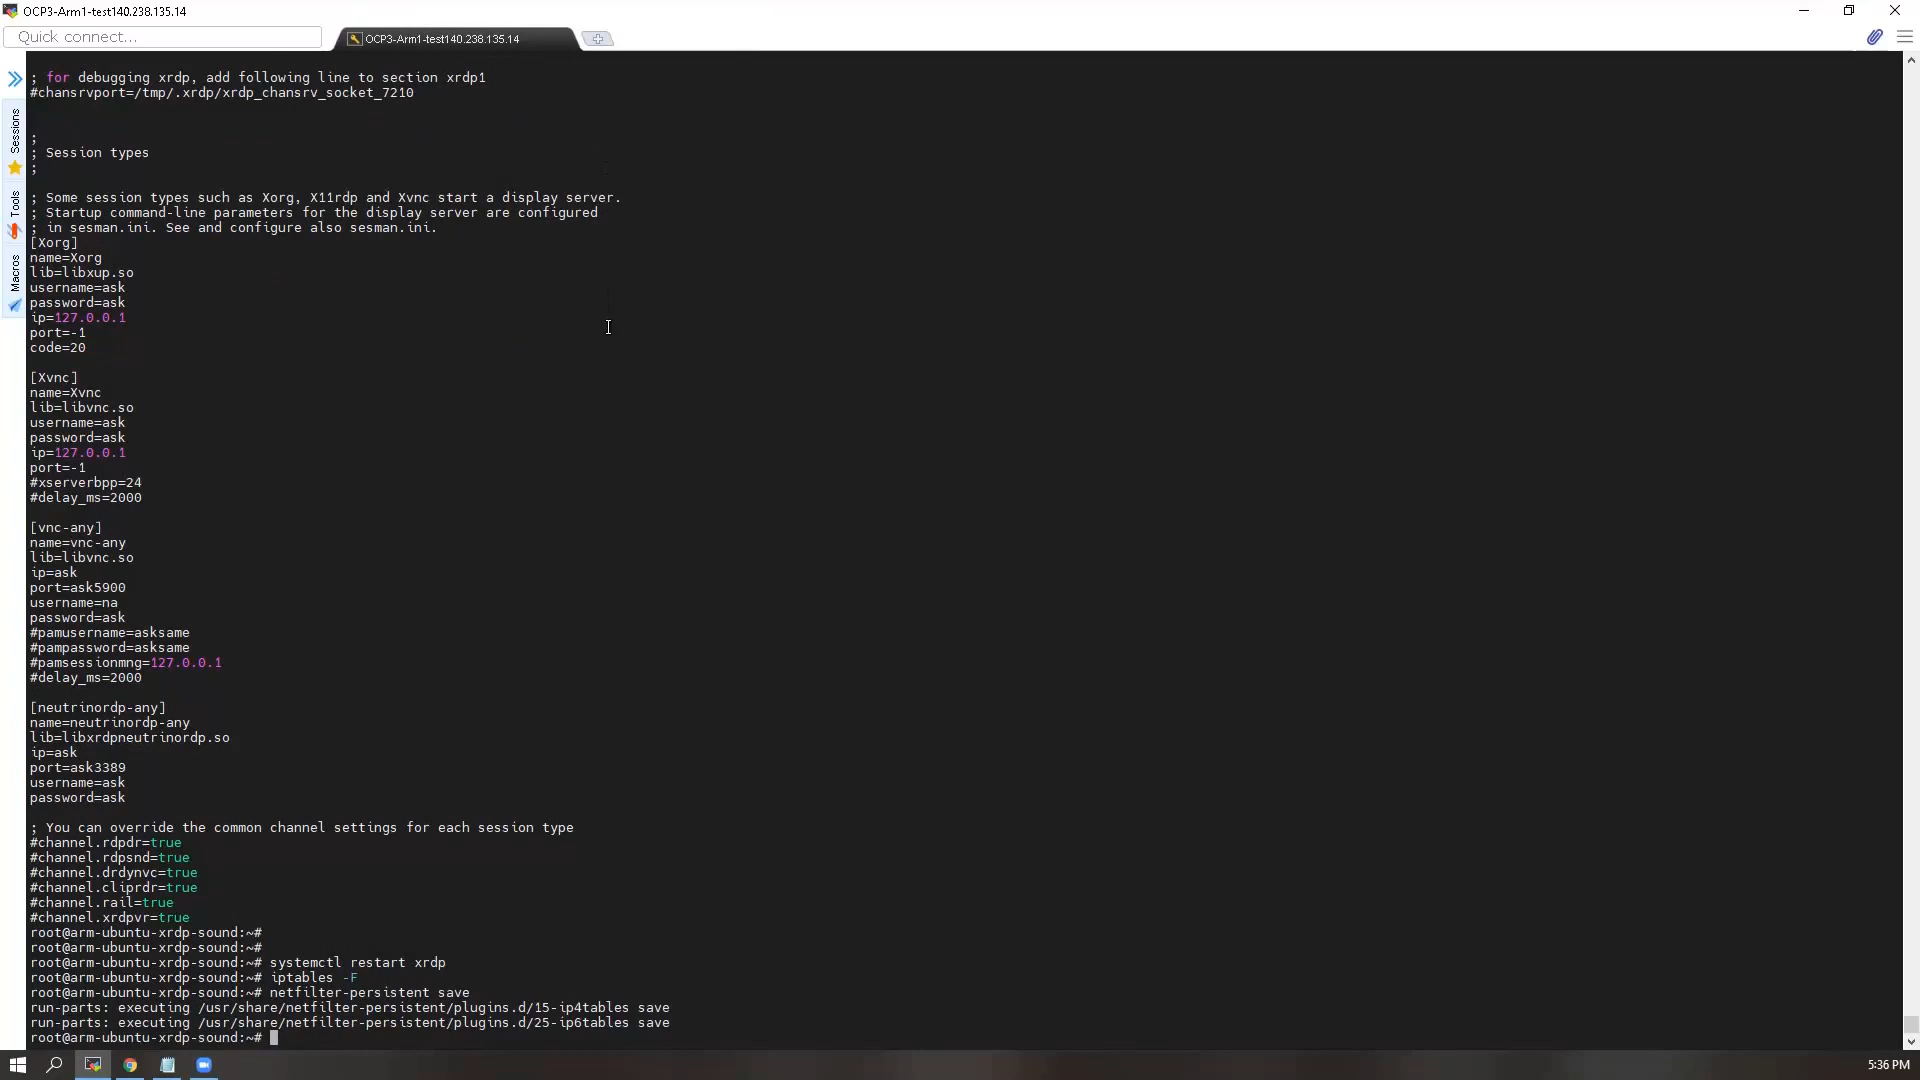 OCP3-Arm1-test140.238.135.14
Quick connect...
OCP3-Arm1-test140.238.135.14
Sessions
Tools
Macros
; for debugging xrdp, add following line to section xrdp1
#chansrvport=/tmp/.xrdp/xrdp_chansrv_socket_7210
;
; Session types
;
; Some session types such as Xorg, X11rdp and Xvnc start a display server.
; Startup command-line parameters for the display server are configured
; in sesman.ini. See and configure also sesman.ini.
[Xorg]
name=Xorg
lib=libxup.so
username=ask
password=ask
ip=127.0.0.1
port=-1
code=20
[Xvnc]
name=Xvnc
lib=libvnc.so
username=ask
password=ask
ip=127.0.0.1
port=-1
#xserverbpp=24
#delay_ms=2000
[vnc-any]
name=vnc-any
lib=libvnc.so
ip=ask
port=ask5900
username=na
password=ask
#pamusername=asksame
#pampassword=asksame
#pamsessionmng=127.0.0.1
#delay_ms=2000
[neutrinordp-any]
name=neutrinordp-any
lib=libxrdpneutrinordp.so
ip=ask
port=ask3389
username=ask
password=ask
; You can override the common channel settings for each session type
#channel.rdpdr=true
#channel.rdpsnd=true
#channel.drdynvc=true
#channel.cliprdr=true
#channel.rail=true
#channel.xrdpvr=true
root@arm-ubuntu-xrdp-sound:~#
root@arm-ubuntu-xrdp-sound:~#
root@arm-ubuntu-xrdp-sound:~# systemctl restart xrdp
root@arm-ubuntu-xrdp-sound:~# iptables -F
root@arm-ubuntu-xrdp-sound:~# netfilter-persistent save
run-parts: executing /usr/share/netfilter-persistent/plugins.d/15-ip4tables save
run-parts: executing /usr/share/netfilter-persistent/plugins.d/25-ip6tables save
root@arm-ubuntu-xrdp-sound:~#
5:36 PM